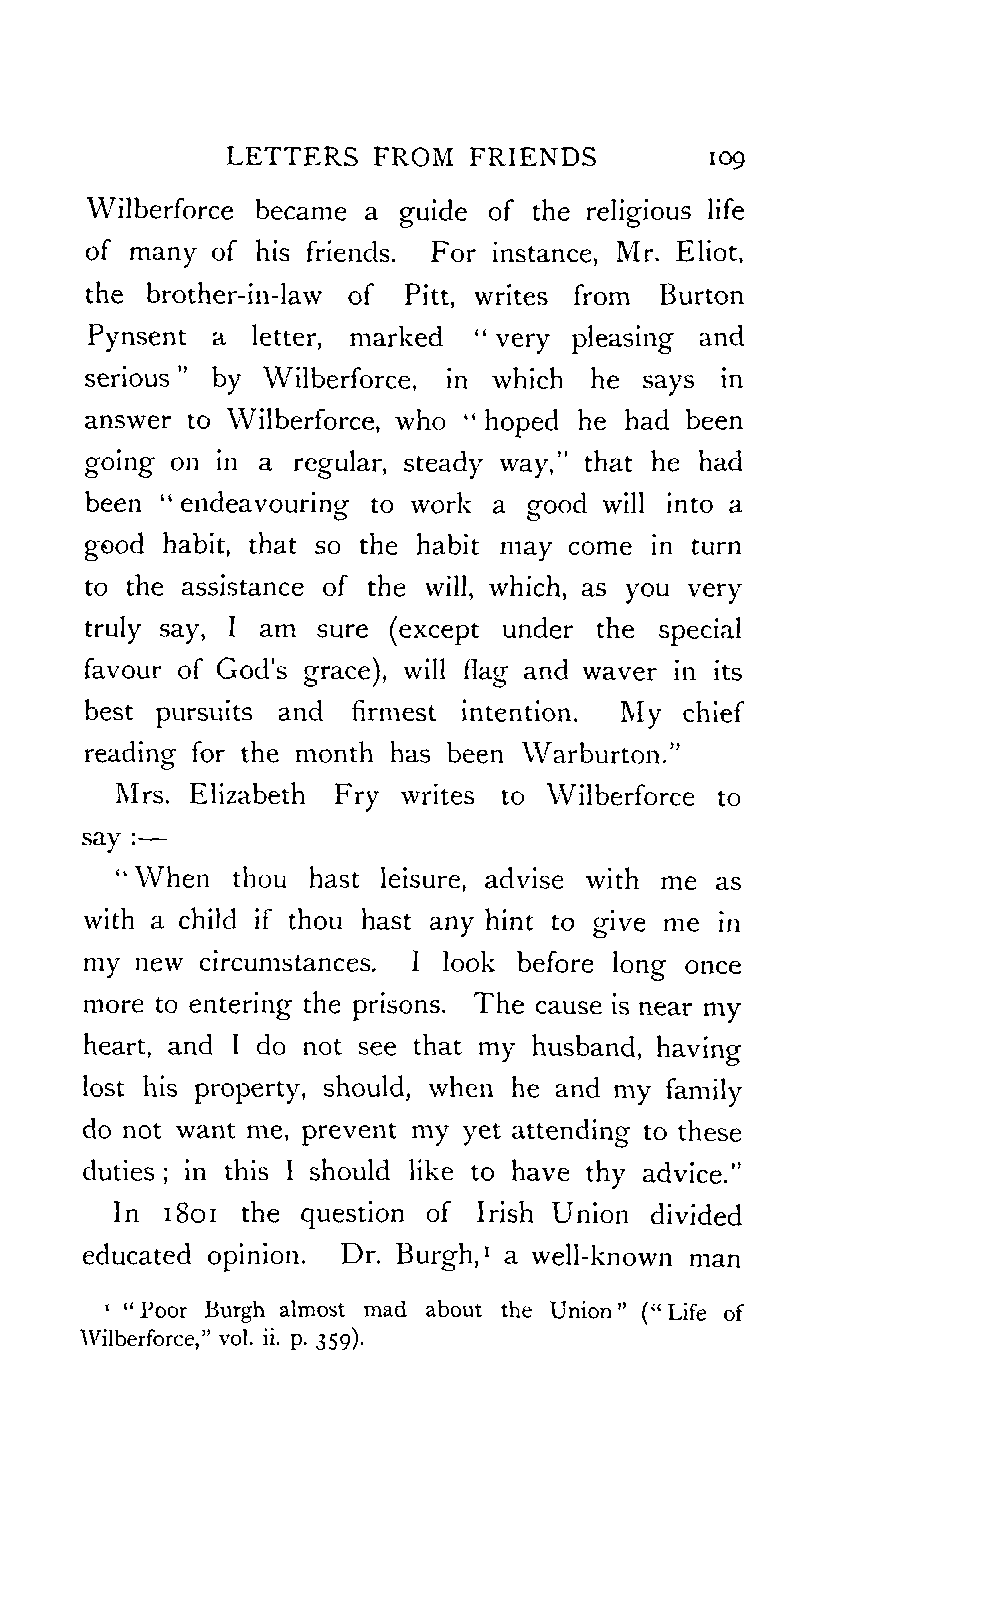 LETTERS FROM FRIENDS 109
Wilberforce became a guide of the religious life
of many of his friends. For instance, Mr. Eliot,
the brother-in-law of Pitt, writes from Burton
Pynsent a letter, marked “very pleasing and
serious” by Wilberforce, in which he says in
answer to Wilberforce, who “hoped he had been
going on in a regular, steady way,” that he had
been “endeavouring to work a good will into a
good habit, that so the habit may come in turn
to the assistance of the will, which, as you very
truly say, I am sure (except under the special
favour of God's grace), will flag and waver in its
best pursuits and firmest intention. My chief
reading for the month has been Warburton.”
Mrs. Elizabeth Fry writes to Wilberforce to
say :—
“When thou hast leisure, advise with me as
with a child if thou hast any hint to give me in
my new circumstances. I look before long once
more to entering the prisons. The cause is near my
heart, and I do not see that my husband, having
lost his property, should, when he and my family
do not want me, prevent my yet attending to these
duties ; in this I should like to have thy advice.”
In 1801 the question of Irish Union divided
educated opinion. Dr. Burgh,¹ a well-known man
¹ “Poor Burgh almost mad about the Union” (“Life of
Wilberforce,” vol. ii. p. 359).